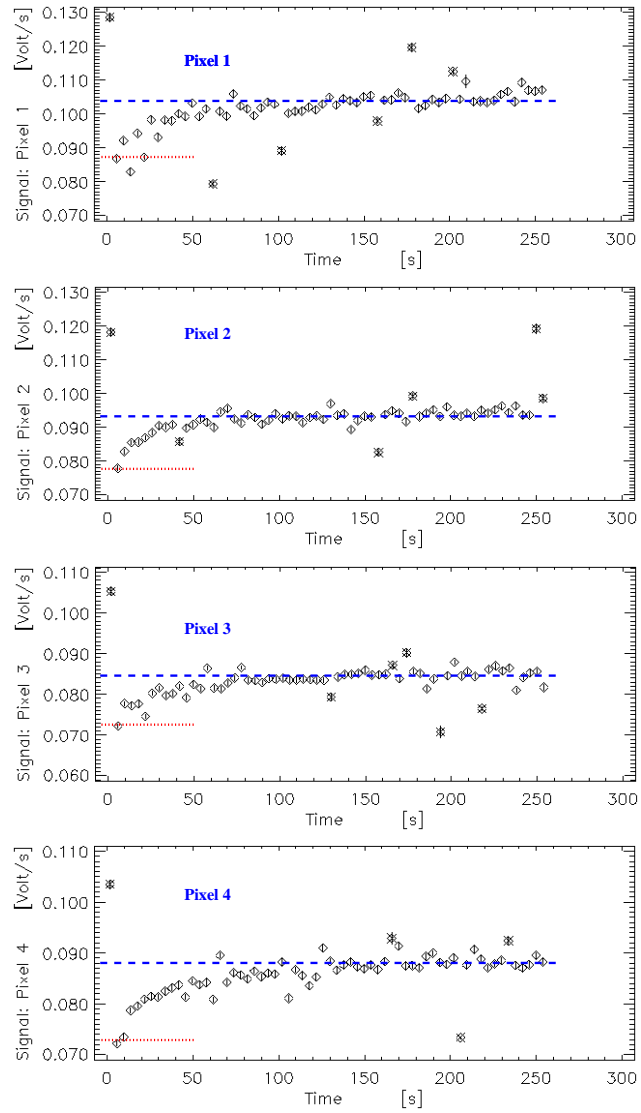 Signal: Pixel 1 [Volt/s]
0.130
0.120
0.110
0.100
0.090
0.080
0.070
Pixel 1
0 50 100 150 200 250 300
Time [s]
Signal: Pixel 2 [Volt/s]
0.130
0.120
0.110
0.100
0.090
0.080
0.070
Pixel 2
0 50 100 150 200 250 300
Time [s]
Signal: Pixel 3 [Volt/s]
0.110
0.100
0.090
0.080
0.070
0.060
Pixel 3
0 50 100 150 200 250 300
Time [s]
Signal: Pixel 4 [Volt/s]
0.110
0.100
0.090
0.080
0.070
Pixel 4
0 50 100 150 200 250 300
Time [s]